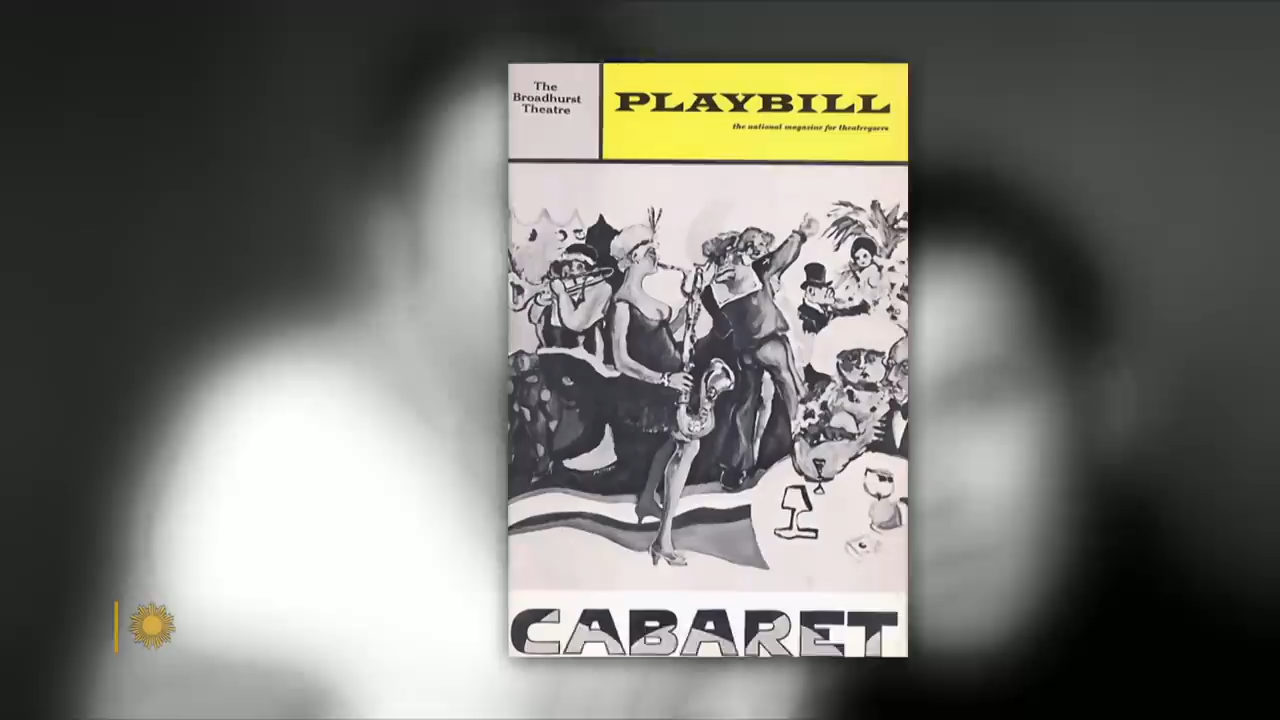 The
Broadhurst
Theatre
PLAYBILL
the national magazine for theatregoers
CABARET